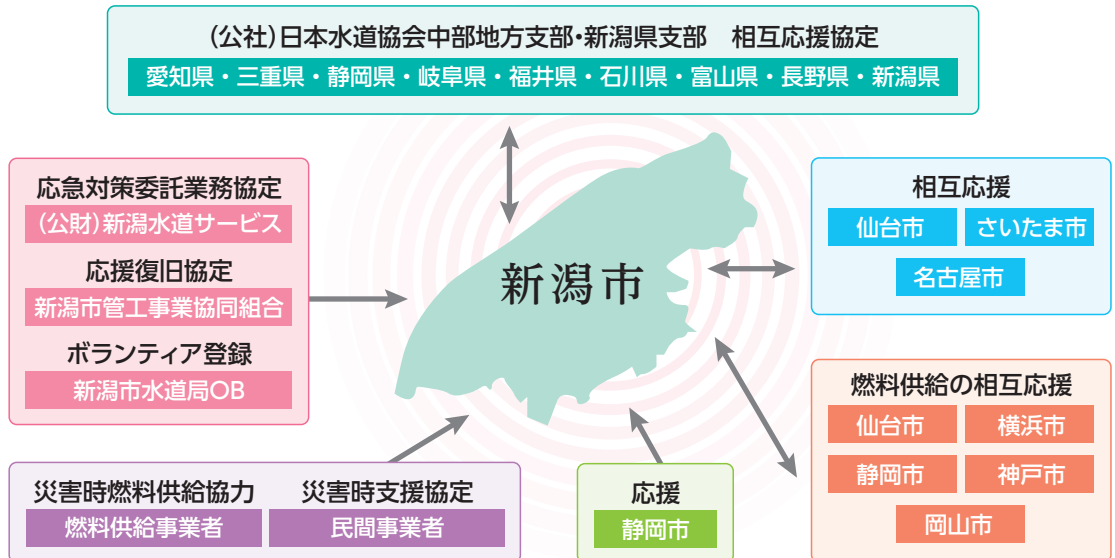 (公社)日本水道協会中部地方支部・新潟県支部　相互応援協定
愛知県・三重県・静岡県・岐阜県・福井県・石川県・富山県・長野県・新潟県
応急対策委託業務協定
(公財)新潟水道サービス
応援復旧協定
新潟市管工事業協同組合
ボランティア登録
新潟市水道局OB
新潟市
相互応援
仙台市 さいたま市
名古屋市
燃料供給の相互応援
仙台市 横浜市
静岡市 神戸市
岡山市
災害時燃料供給協力 災害時支援協定
燃料供給事業者 民間事業者
応援
静岡市